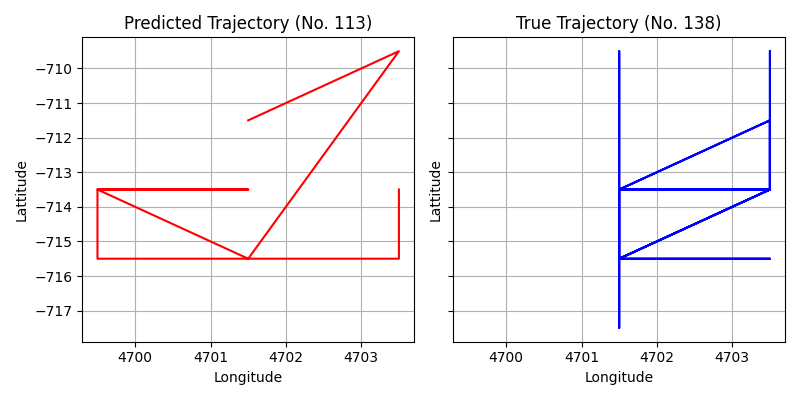 Predicted Trajectory (No. 113)
True Trajectory (No. 138)
Lattitude
−710
−711
−712
−713
−714
−715
−716
−717
4700
4701
4702
4703
Longitude
Lattitude
4700
4701
4702
4703
Longitude